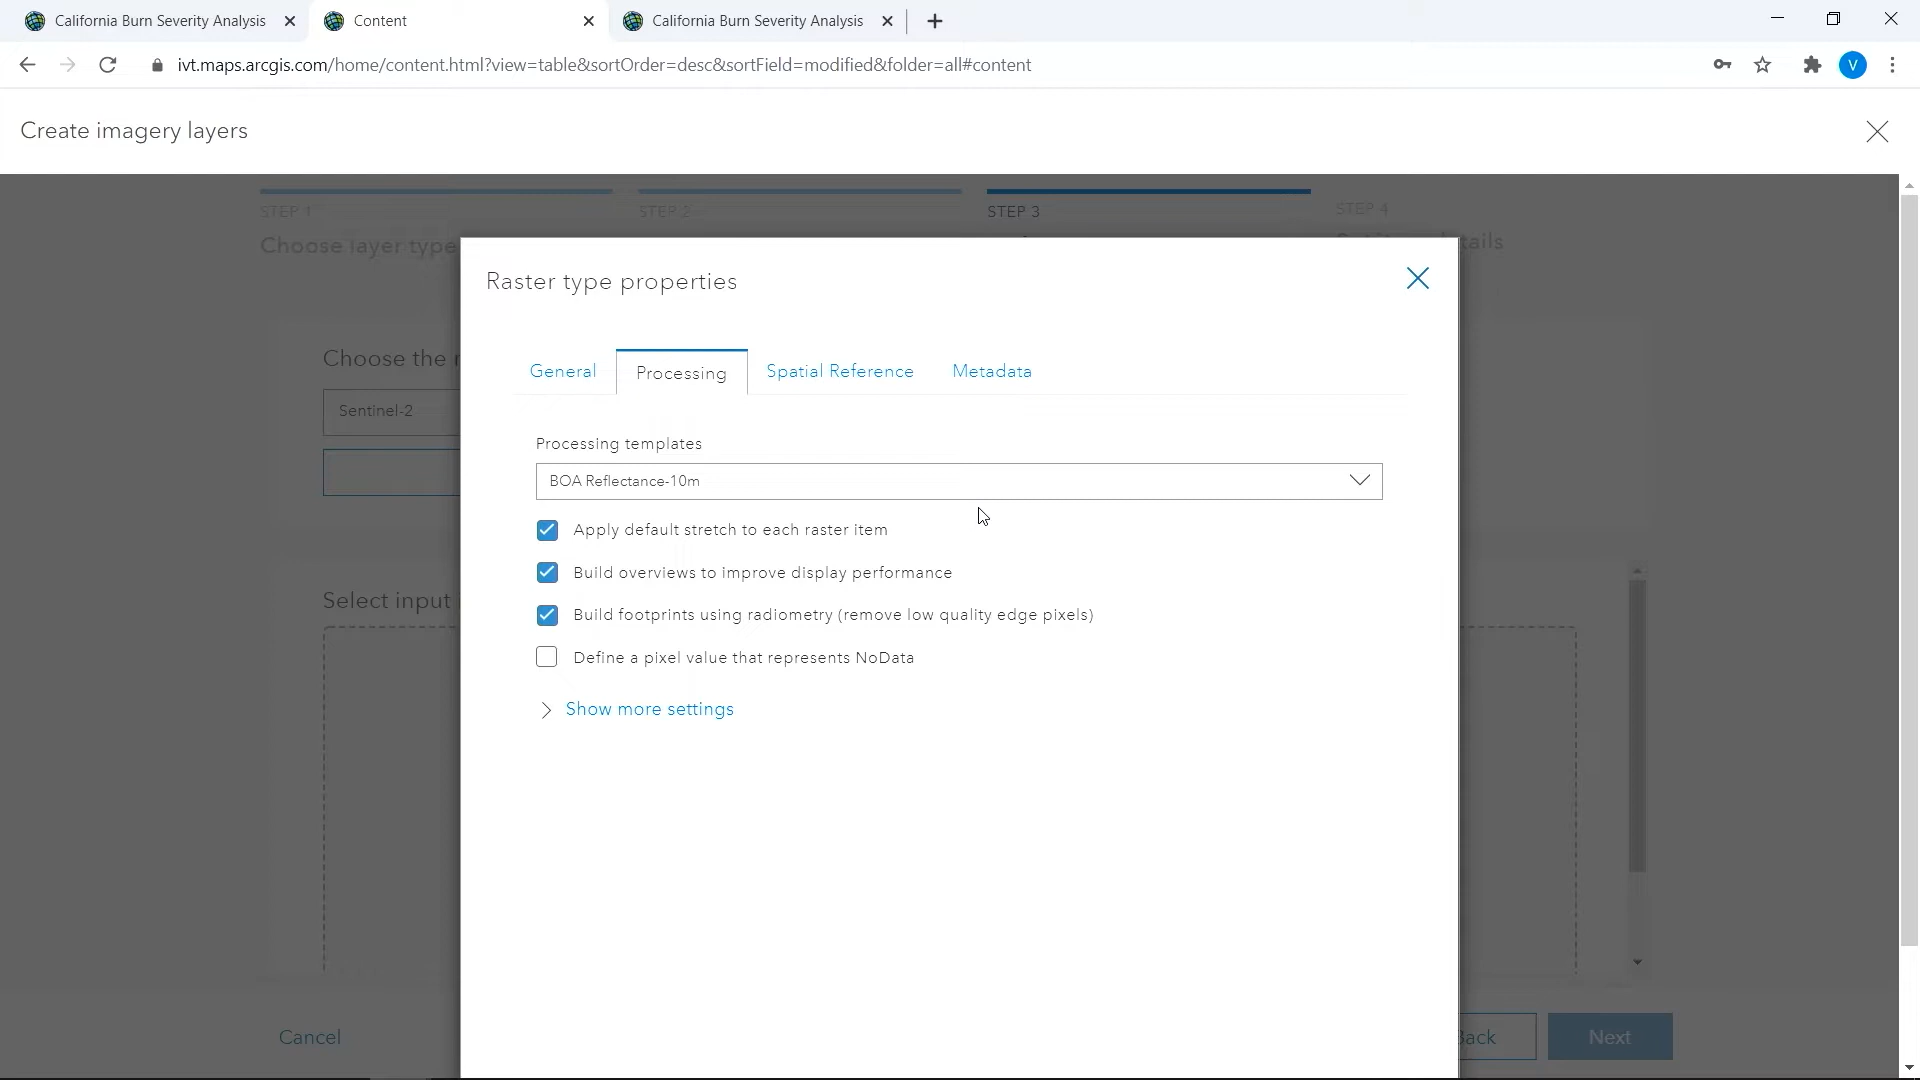 California Burn Severity Analysis
Content
California Burn Severity Analysis
ivt.maps.arcgis.com/home/content.html?view=table&sortOrder=desc&sortField=modified&folder=all#content
V
Create imagery layers
STEP 1
STEP 2
STEP 3
STEP 4
Choose layer type
tails
Raster type properties
Choose the
General
Processing
Spatial Reference
Metadata
Sentinel-2
Processing templates
BOA Reflectance-10m
Apply default stretch to each raster item
Build overviews to improve display performance
Select input
Build footprints using radiometry (remove low quality edge pixels)
Define a pixel value that represents NoData
Show more settings
Cancel
Back
Next